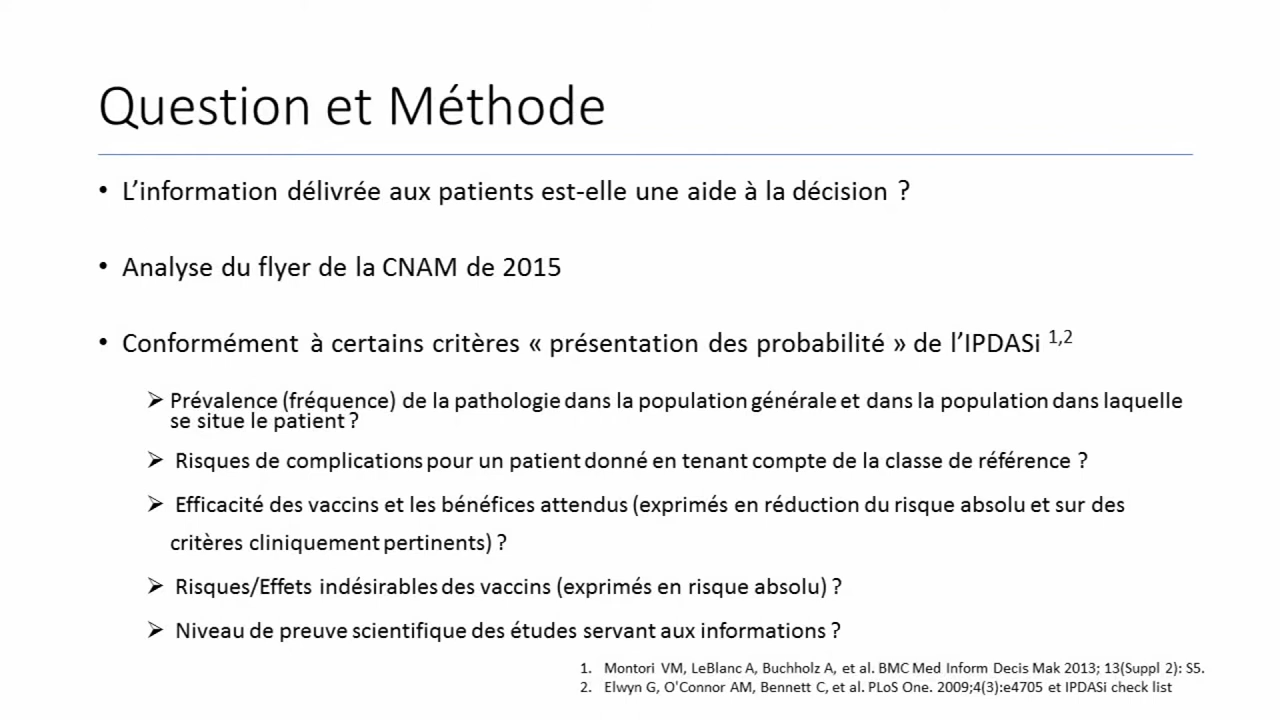 Question et Méthode
• L’information délivrée aux patients est-elle une aide à la décision ?
• Analyse du flyer de la CNAM de 2015
• Conformément à certains critères « présentation des probabilité » de l’IPDASi 1,2
➢ Prévalence (fréquence) de la pathologie dans la population générale et dans la population dans laquelle
se situe le patient ?
➢ Risques de complications pour un patient donné en tenant compte de la classe de référence ?
➢ Efficacité des vaccins et les bénéfices attendus (exprimés en réduction du risque absolu et sur des
critères cliniquement pertinents) ?
➢ Risques/Effets indésirables des vaccins (exprimés en risque absolu) ?
➢ Niveau de preuve scientifique des études servant aux informations ?
1. Montori VM, LeBlanc A, Buchholz A, et al. BMC Med Inform Decis Mak 2013; 13(Suppl 2): S5.
2. Elwyn G, O'Connor AM, Bennett C, et al. PLoS One. 2009;4(3):e4705 et IPDASi check list